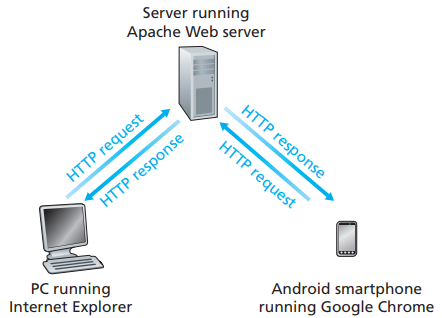 Server running
Apache Web server
HTTP request
HTTP response
HTTP response
HTTP request
PC running
Internet Explorer
Android smartphone
running Google Chrome